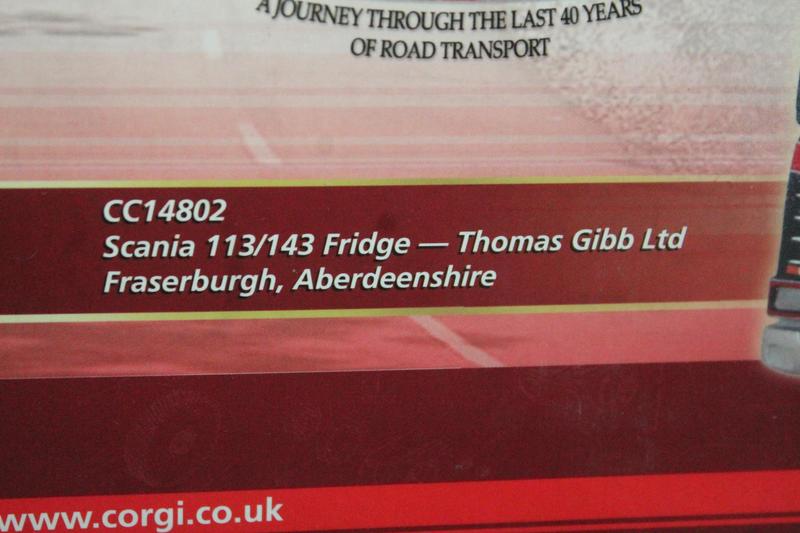 A JOURNEY THROUGH THE LAST 40 YEARS
OF ROAD TRANSPORT
CC14802
Scania 113/143 Fridge — Thomas Gibb Ltd
Fraserburgh, Aberdeenshire
www.corgi.co.uk